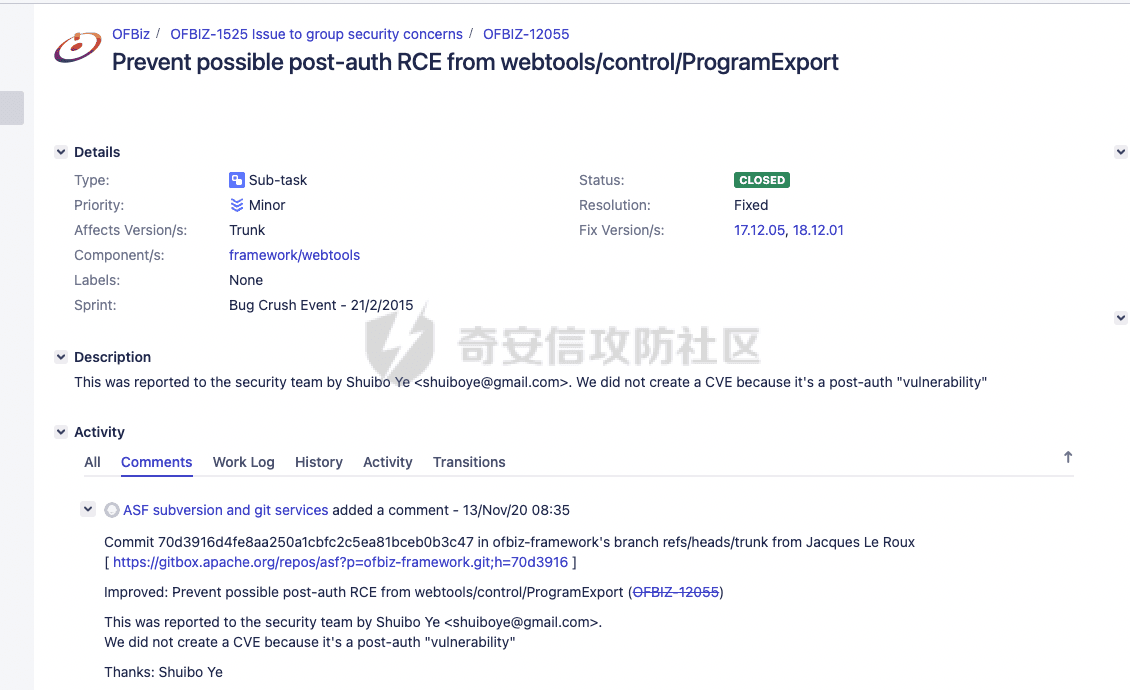 OFBiz / OFBIZ-1525 Issue to group security concerns / OFBIZ-12055
Prevent possible post-auth RCE from webtools/control/ProgramExport
Details
Type: Sub-task Status: CLOSED
Priority: Minor Resolution: Fixed
Affects Version/s: Trunk Fix Version/s: 17.12.05, 18.12.01
Component/s: framework/webtools
Labels: None
Sprint: Bug Crush Event - 21/2/2015
奇安信攻防社区
Description
This was reported to the security team by Shuibo Ye <shuiboye@gmail.com>. We did not create a CVE because it's a post-auth "vulnerability"
Activity
All Comments Work Log History Activity Transitions
ASF subversion and git services added a comment - 13/Nov/20 08:35
Commit 70d3916d4fe8aa250a1cbfc2c5ea81bceb0b3c47 in ofbiz-framework's branch refs/heads/trunk from Jacques Le Roux
[ https://gitbox.apache.org/repos/asf?p=ofbiz-framework.git;h=70d3916 ]
Improved: Prevent possible post-auth RCE from webtools/control/ProgramExport (OFBIZ-12055)
This was reported to the security team by Shuibo Ye <shuiboye@gmail.com>.
We did not create a CVE because it's a post-auth "vulnerability"
Thanks: Shuibo Ye